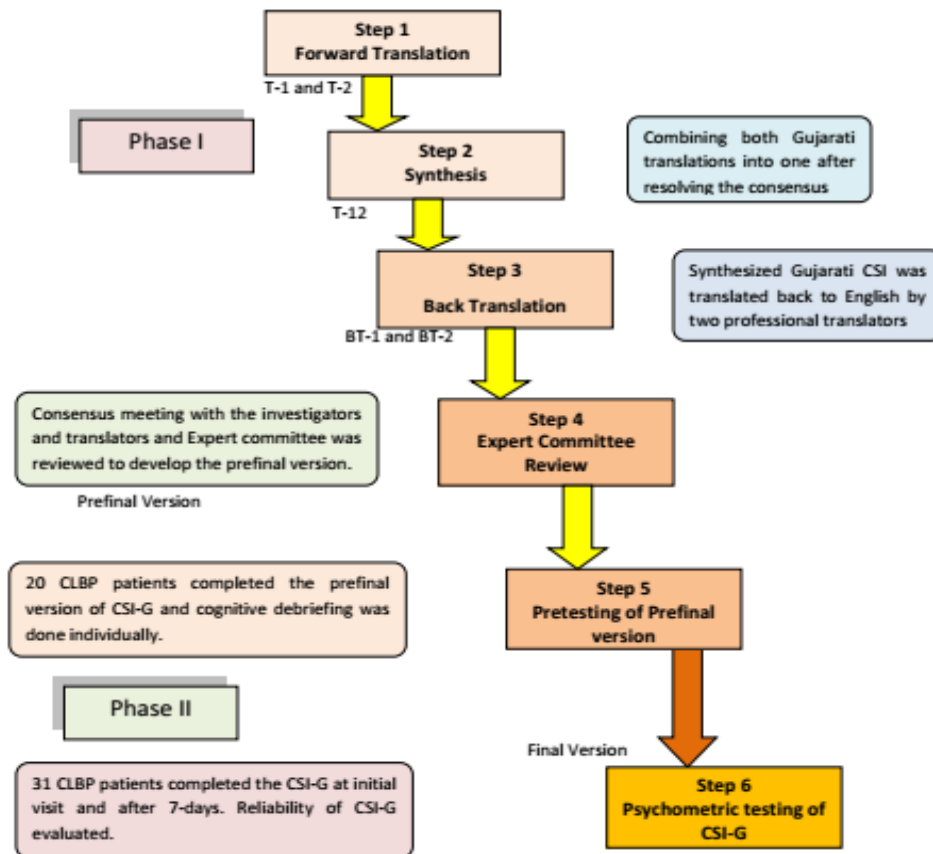 Step 1
Forward Translation
T-1 and T-2
Phase I
Step 2
Synthesis
Combining both Gujarati
translations into one after
resolving the consensus
T-12
Step 3
Back Translation
Synthesized Gujarati CSI was
translated back to English by
two professional translators
BT-1 and BT-2
Consensus meeting with the investigators
and translators and Expert committee was
reviewed to develop the prefinal version.
Step 4
Expert Committee
Review
Prefinal Version
20 CLBP patients completed the prefinal
version of CSI-G and cognitive debriefing was
done individually.
Step 5
Pretesting of Prefinal
version
Phase II
Final Version
31 CLBP patients completed the CSI-G at initial
visit and after 7-days. Reliability of CSI-G
evaluated.
Step 6
Psychometric testing of
CSI-G